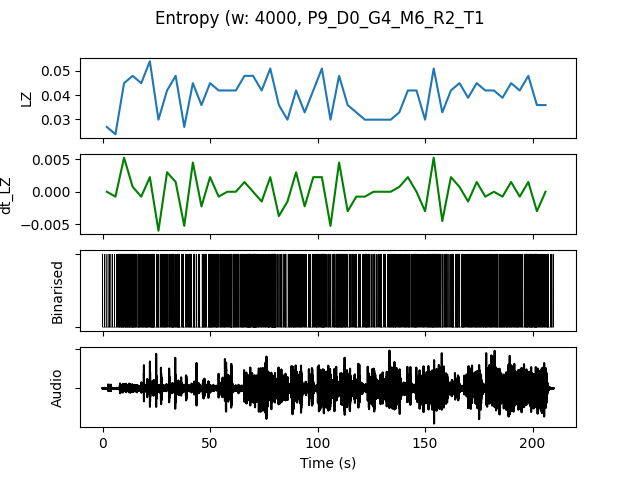 Entropy (w: 4000, P9_D0_G4_M6_R2_T1
0.05
0.04
0.03
LZ
0.005
0.000
−0.005
dt_LZ
Binarised
Audio
0 50 100 150 200
Time (s)